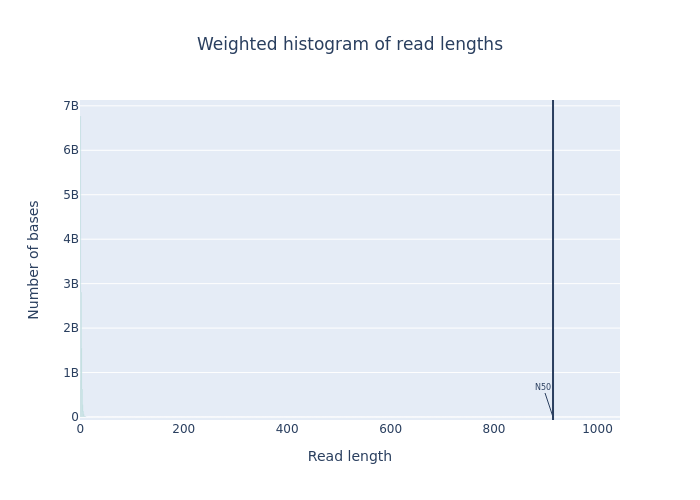 Weighted histogram of read lengths
Number of bases
7B
6B
5B
4B
3B
2B
1B
0
N50
0 200 400 600 800 1000
Read length